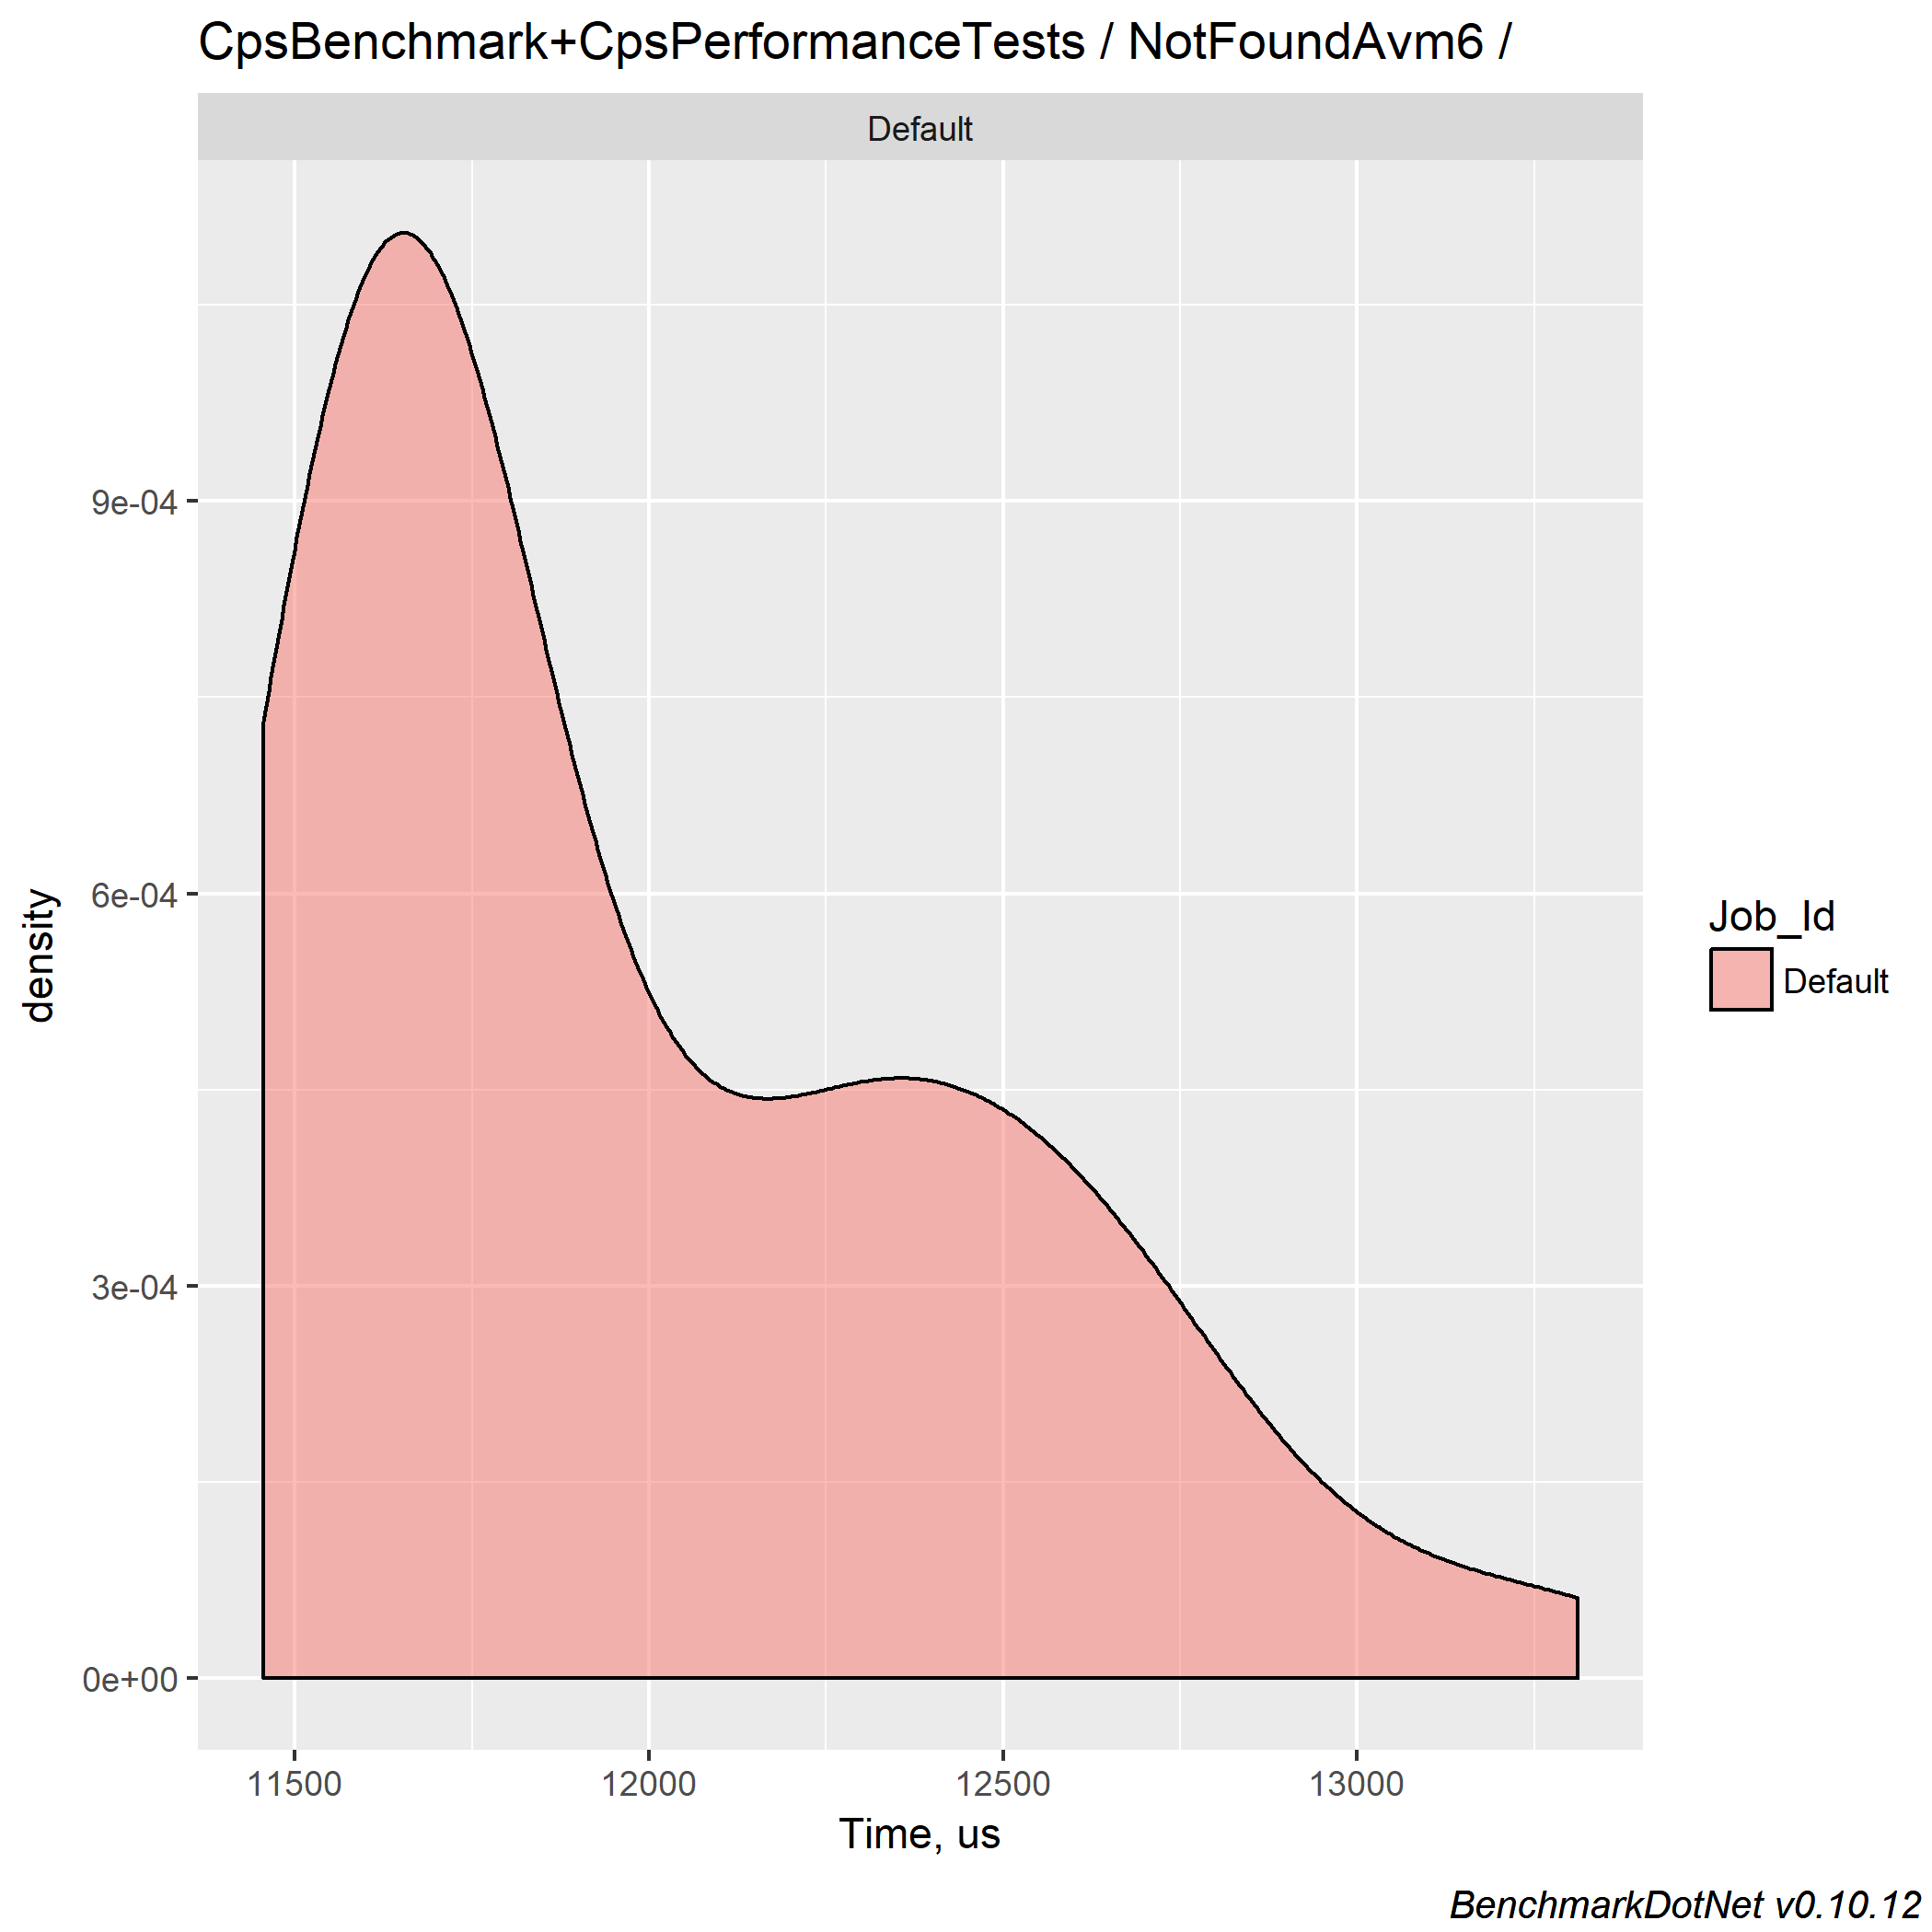 CpsBenchmark+CpsPerformanceTests / NotFoundAvm6 /
Default
9e-04
6e-04
3e-04
0e+00
density
11500 12000 12500 13000
Time, us
Job_Id
Default
BenchmarkDotNet v0.10.12